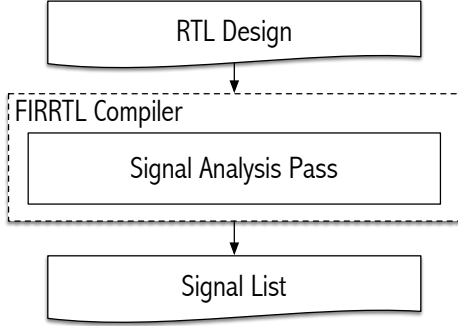 RTL Design
FIRRTL Compiler
Signal Analysis Pass
Signal List